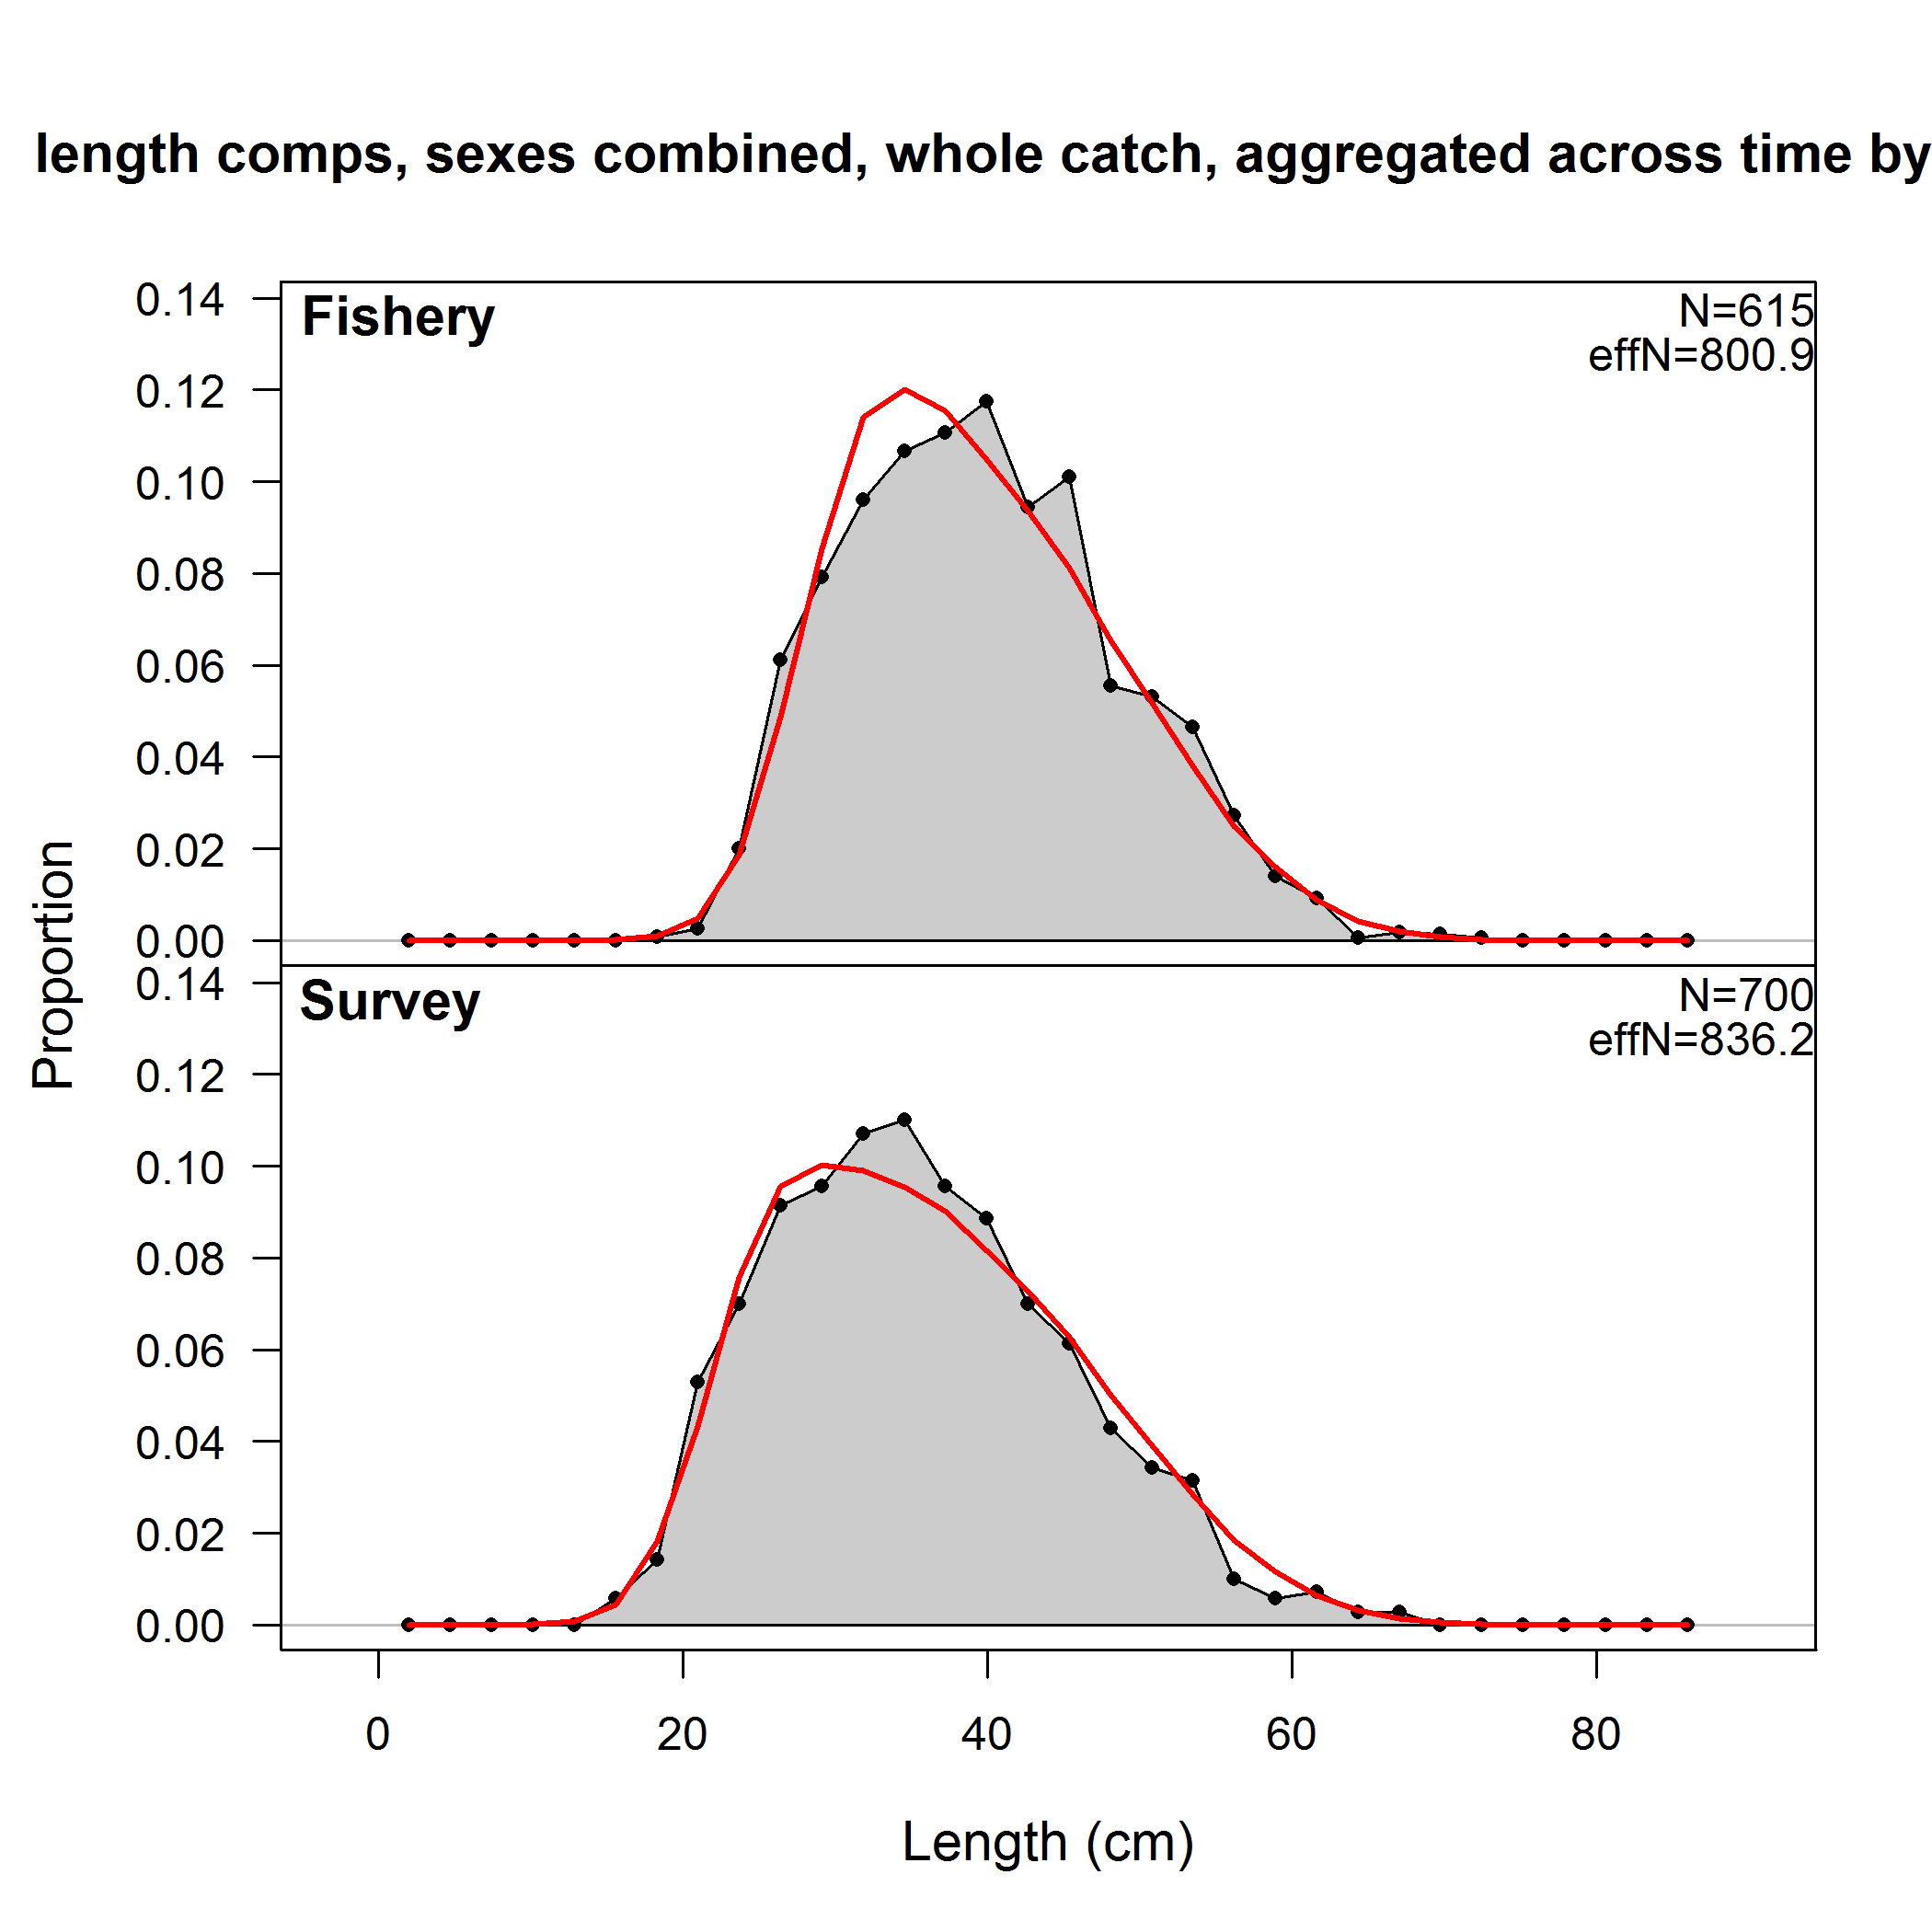 length comps, sexes combined, whole catch, aggregated across time by
Fishery
N=615
effN=800.9
0.14
0.12
0.10
0.08
0.06
0.04
0.02
0.00
Survey
N=700
effN=836.2
0.14
0.12
0.10
0.08
0.06
0.04
0.02
0.00
Proportion
0 20 40 60 80
Length (cm)